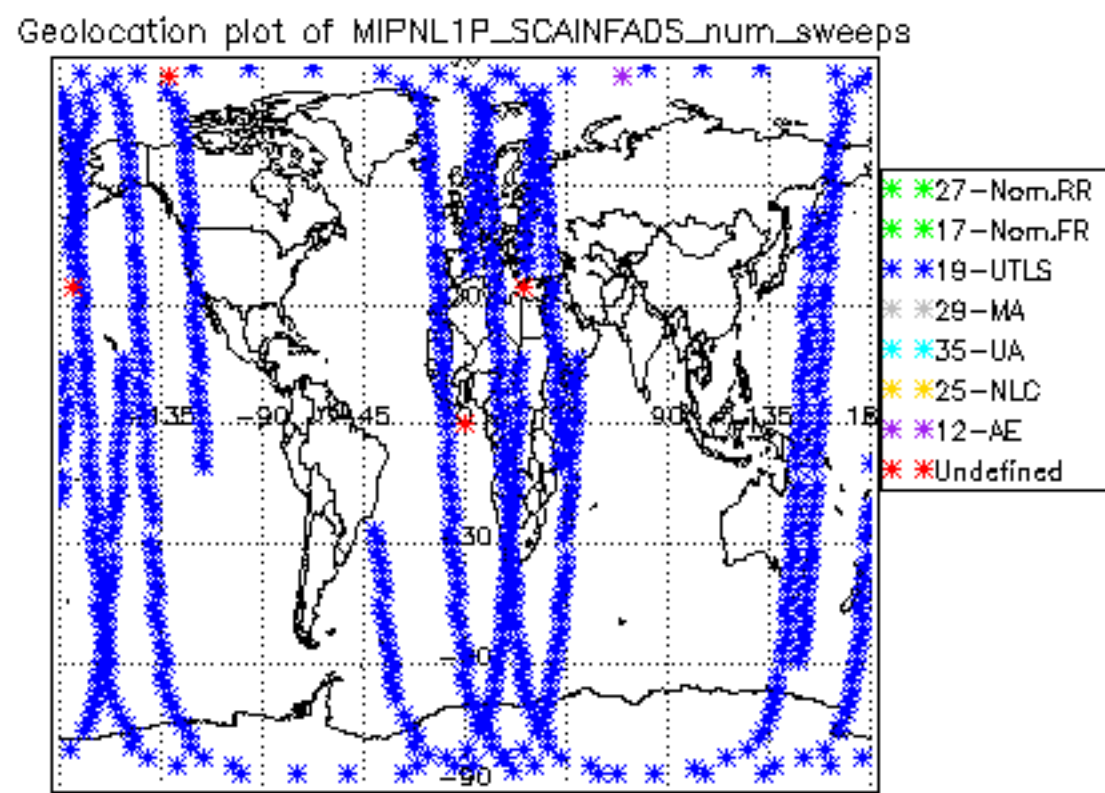 Geolocation plot of MIPNL1P_SCAINFADS_num_sweeps
27-Nom.RR
17-Nom.FR
19-UTLS
29-MA
35-UA
25-NLC
12-AE
Undefined
-135 -90 -45 90 135
-30
-90